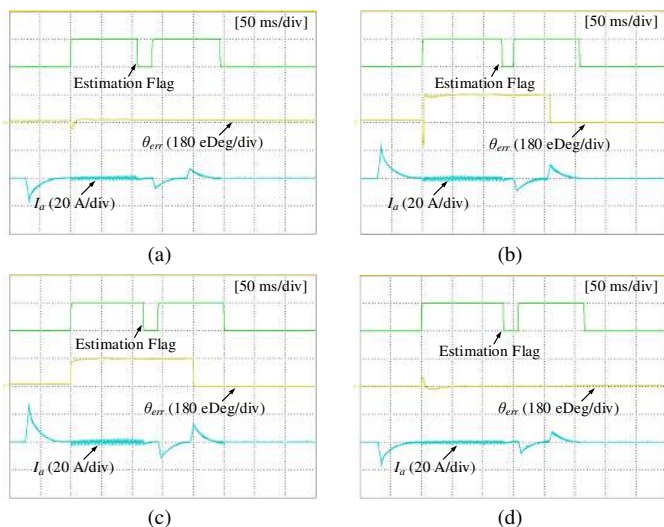 [50 ms/div]
Estimation Flag
θerr (180 eDeg/div)
Ia (20 A/div)
(a)
[50 ms/div]
Estimation Flag
θerr (180 eDeg/div)
Ia (20 A/div)
(b)
[50 ms/div]
Estimation Flag
θerr (180 eDeg/div)
Ia (20 A/div)
(c)
[50 ms/div]
Estimation Flag
θerr (180 eDeg/div)
Ia (20 A/div)
(d)